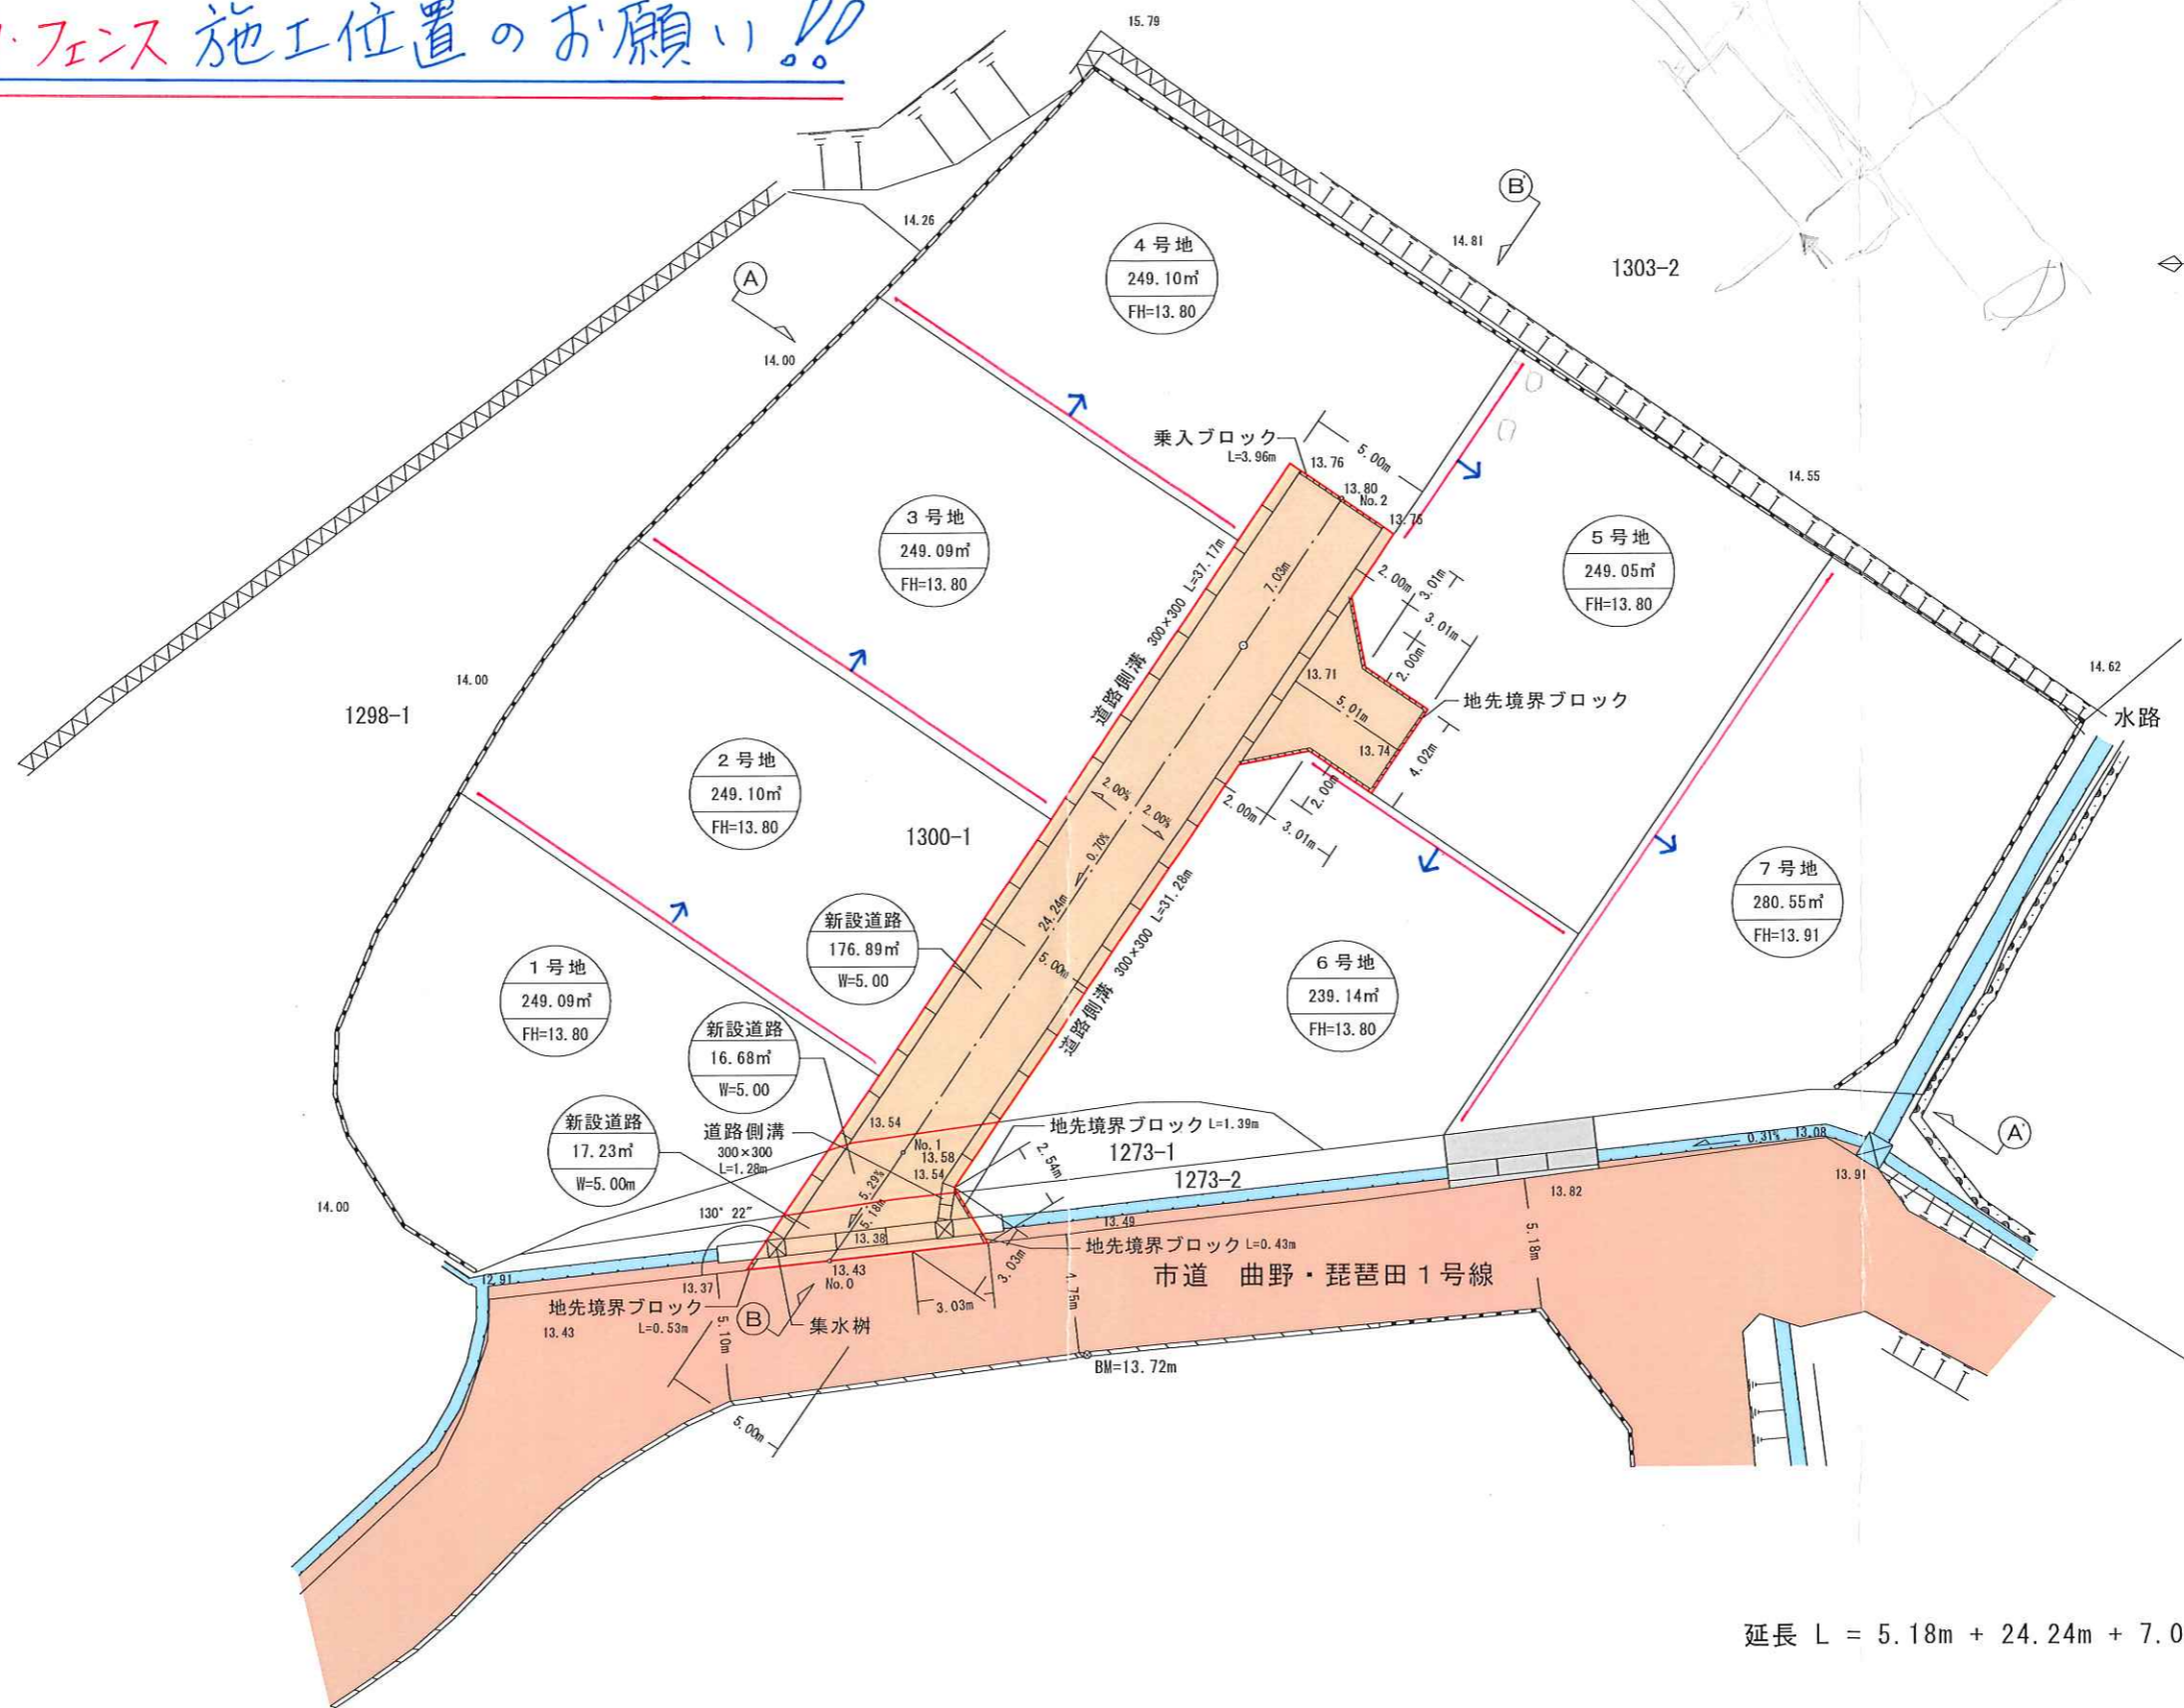 ・フェンス 施工位置のお願い!!
15.79
B'
14.81
1303-2
14.26
4号地
249.10㎡
FH=13.80
A
14.00
乗入ブロック
L=3.96m
5.00m
13.76
13.80
No.2
13.76
14.55
3号地
249.09㎡
FH=13.80
5号地
249.05㎡
FH=13.80
道路側溝 300×300 L=37.17m
7.03m
2.00m
3.01m
3.01m
2.00m
14.62
水路
14.00
1298-1
13.71
5.01m
13.74
地先境界ブロック
4.02m
2号地
249.10㎡
FH=13.80
1300-1
2.00%
2.00%
0.70%
2.00m
3.01m
2.00m
7号地
280.55㎡
FH=13.91
新設道路
176.89㎡
W=5.00
24.24m
5.00m
道路側溝 300×300 L=31.28m
1号地
249.09㎡
FH=13.80
6号地
239.14㎡
FH=13.80
新設道路
16.68㎡
W=5.00
新設道路
17.23㎡
W=5.00m
道路側溝
300×300
L=1.28m
13.54
No.1
13.58
13.54
地先境界ブロック L=1.39m
1273-1
1273-2
2.54m
0.31%
13.08
A'
13.91
13.82
14.00
130° 22″
5.29%
5.18m
13.38
13.49
5.18m
12.91
13.37
13.43
No.0
地先境界ブロック L=0.43m
3.03m
3.03m
4.75m
市道 曲野・琵琶田1号線
地先境界ブロック
L=0.53m
13.43
5.10m
B
集水桝
BM=13.72m
5.00m
延長 L = 5.18m + 24.24m + 7.0